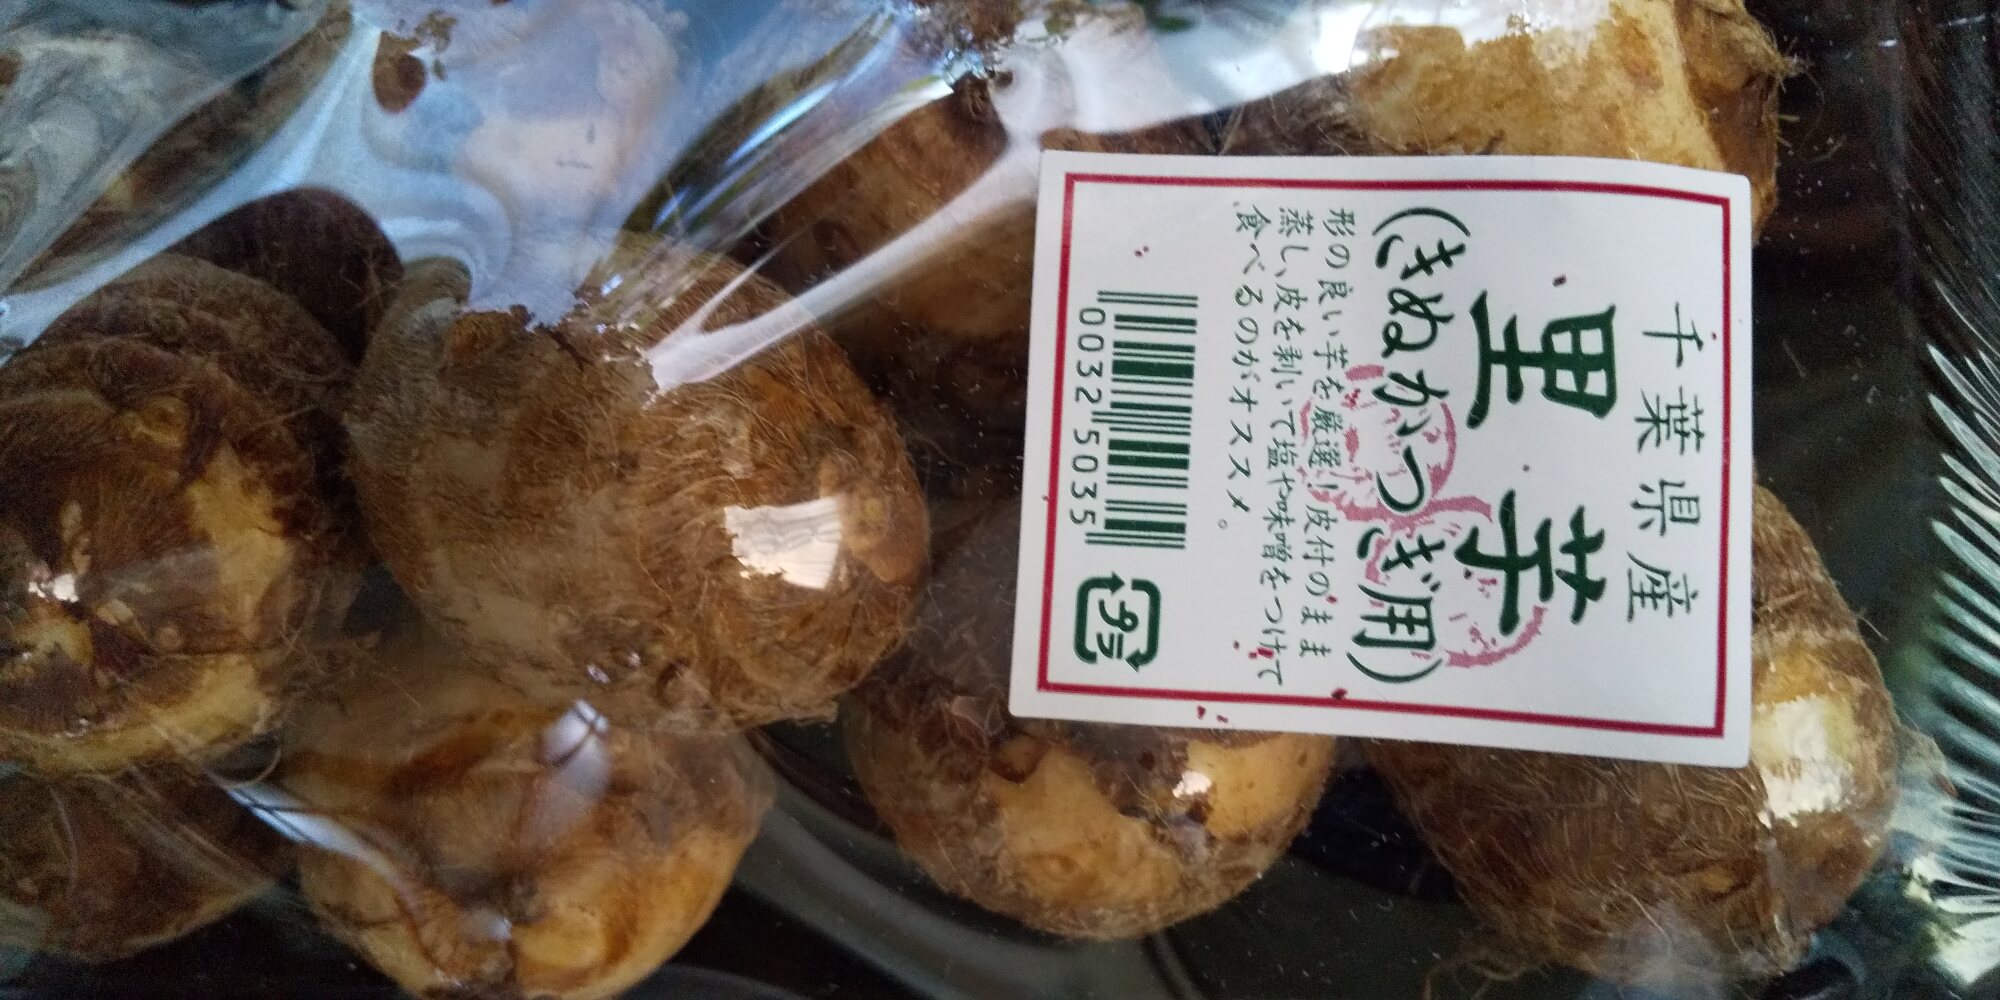 千葉県産
里芋
(きぬかつぎ用)
形の良い芋を厳選!皮付のまま
蒸し、皮を剥いて塩や味噌をつけて
食べるのがオススメ。
00325035
プラ